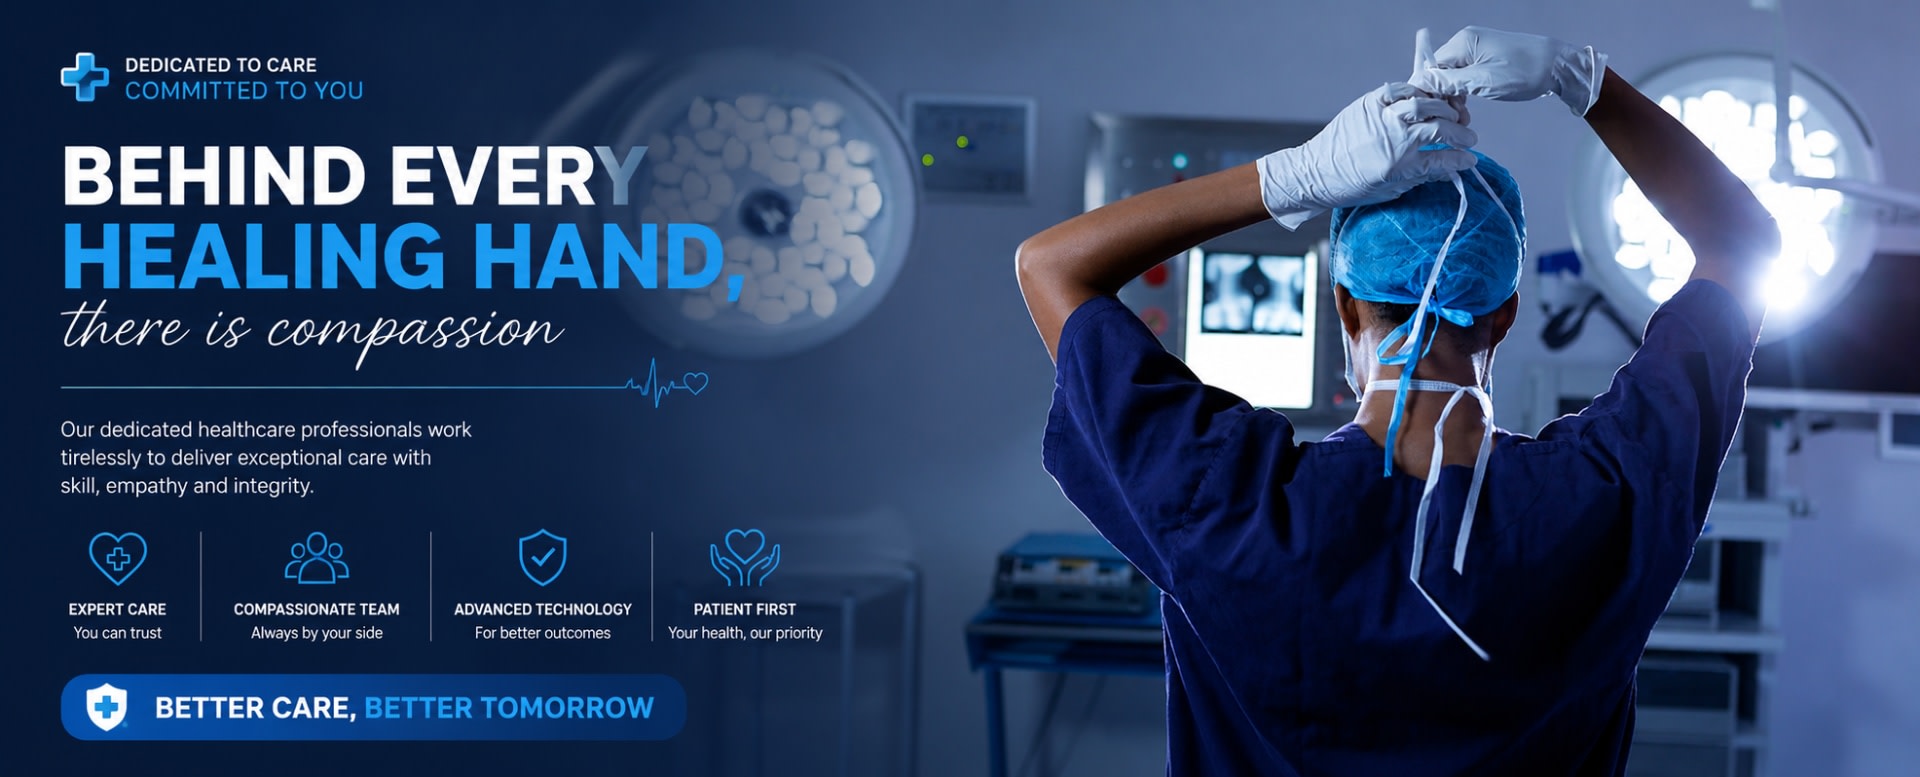 DEDICATED TO CARE
COMMITTED TO YOU
BEHIND EVERY
HEALING HAND,
there is compassion
Our dedicated healthcare professionals work
tirelessly to deliver exceptional care with
skill, empathy and integrity.
EXPERT CARE
You can trust
COMPASSIONATE TEAM
Always by your side
ADVANCED TECHNOLOGY
For better outcomes
PATIENT FIRST
Your health, our priority
BETTER CARE, BETTER TOMORROW